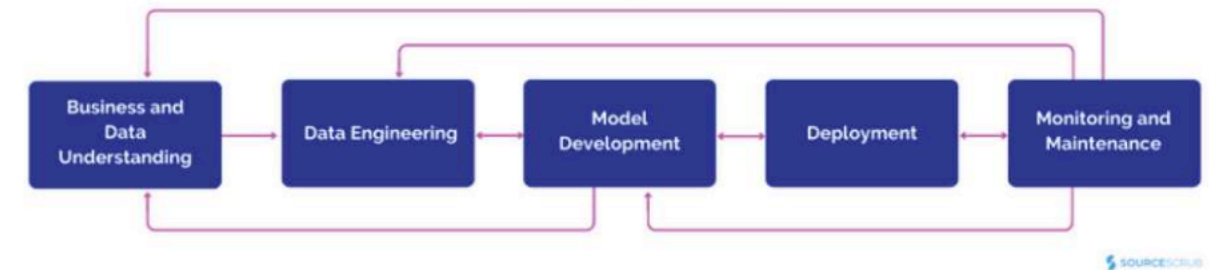 Business and
Data
Understanding
Data Engineering
Model
Development
Deployment
Monitoring and
Maintenance
SOURCESCRUB